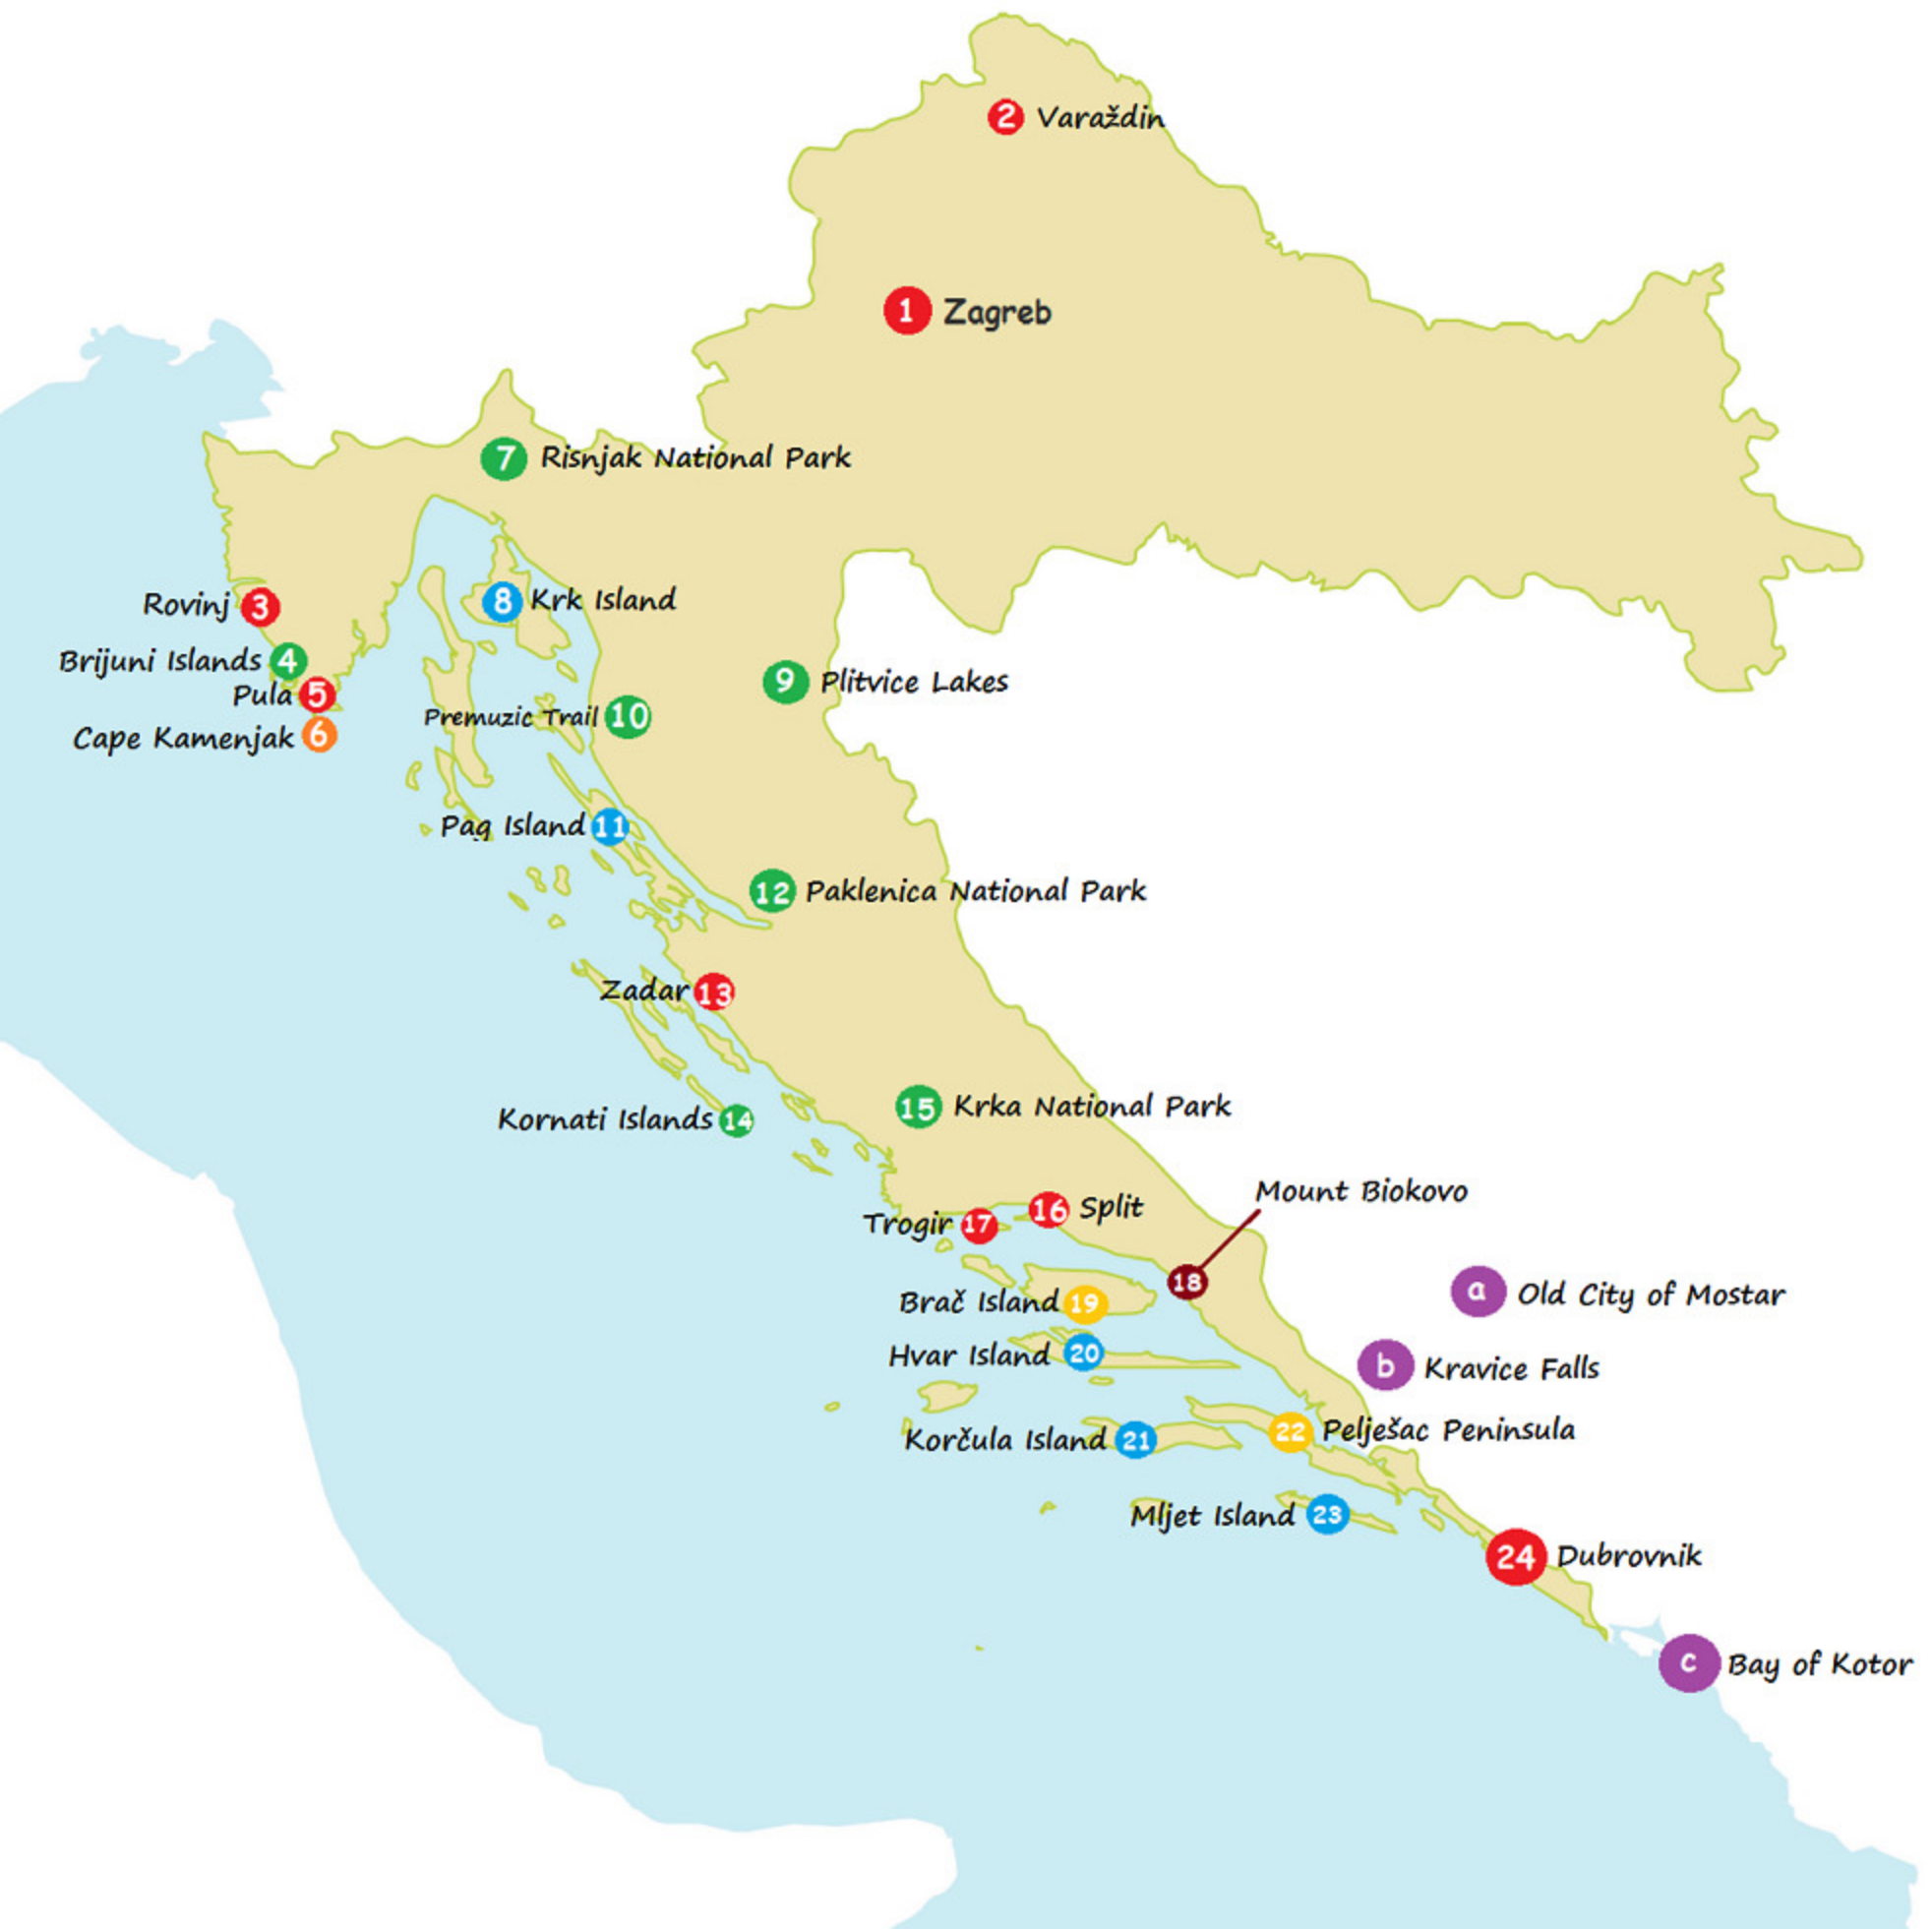 2 Varaždin
1 Zagreb
7 Risnjak National Park
Rovinj 3
8 Krk Island
Brijuni Islands 4
9 Plitvice Lakes
Pula 5
Premuzic Trail 10
Cape Kamenjak 6
Pag Island 11
12 Paklenica National Park
Zadar 13
Kornati Islands 14
15 Krka National Park
Mount Biokovo
18
16 Split
Trogir 17
a Old City of Mostar
Brač Island 19
Hvar Island 20
b Kravice Falls
Korčula Island 21
22 Pelješac Peninsula
Mljet Island 23
24 Dubrovnik
c Bay of Kotor